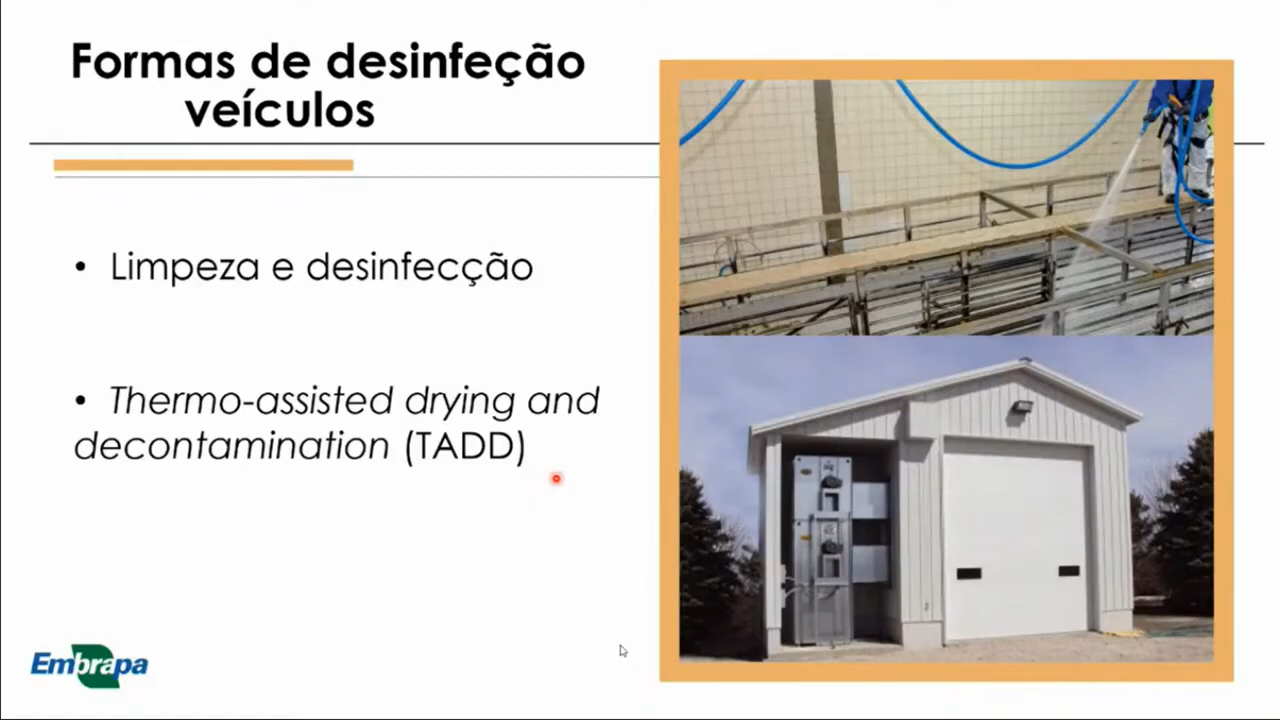 Formas de desinfeção
veículos
• Limpeza e desinfecção
• Thermo-assisted drying and
decontamination (TADD)
Embrapa